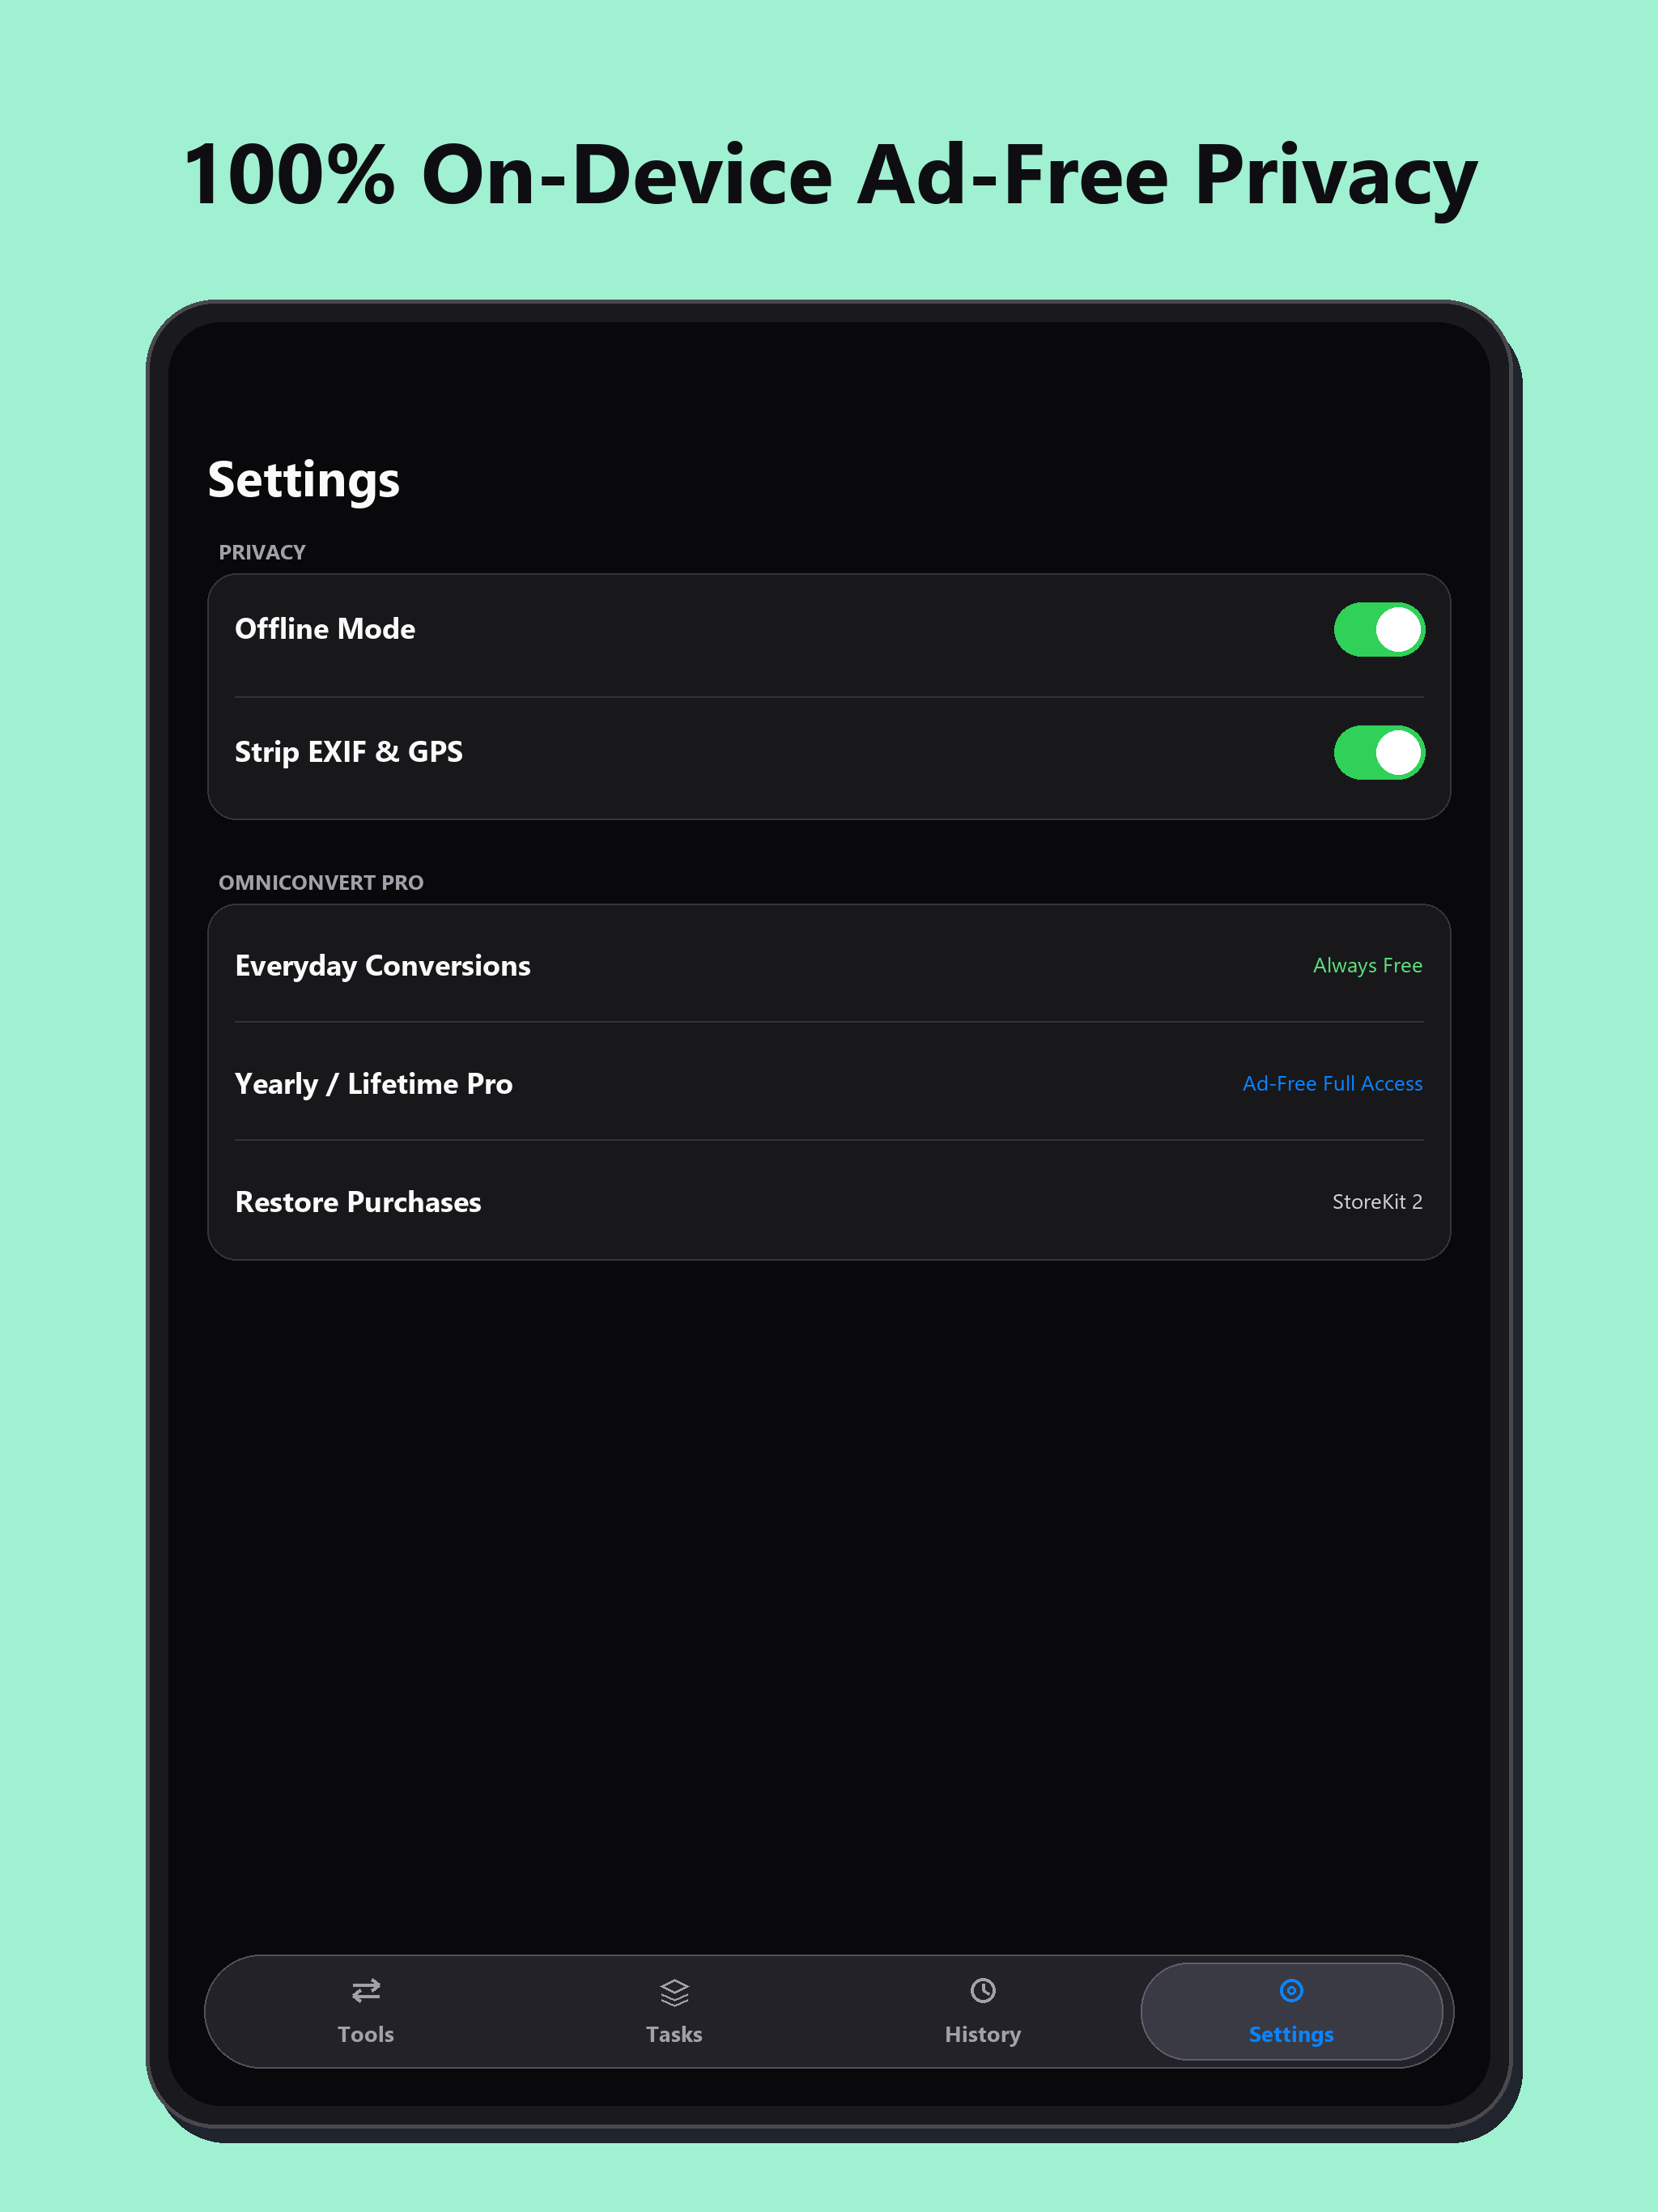 100% On-Device Ad-Free Privacy
Settings
PRIVACY
Offline Mode
Strip EXIF & GPS
OMNICONVERT PRO
Everyday Conversions Always Free
Yearly / Lifetime Pro Ad-Free Full Access
Restore Purchases StoreKit 2
Tools Tasks History Settings